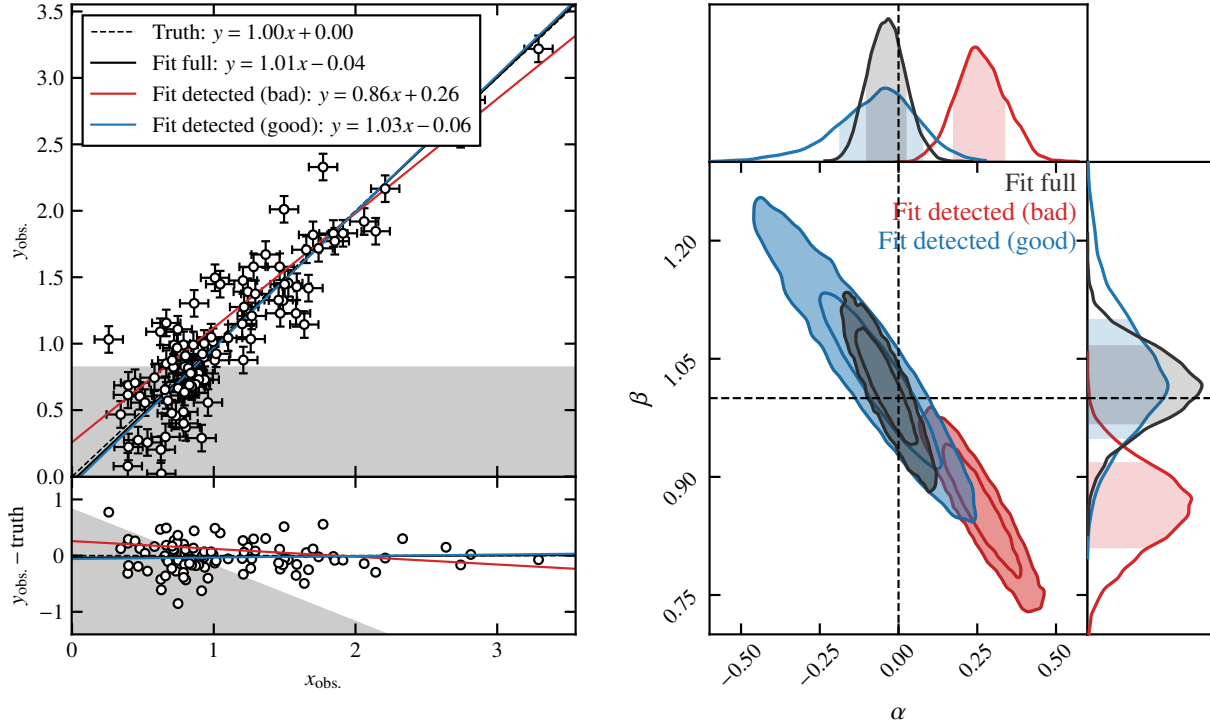 Truth: y = 1.00x + 0.00
Fit full: y = 1.01x − 0.04
Fit detected (bad): y = 0.86x + 0.26
Fit detected (good): y = 1.03x − 0.06
3.5
3.0
2.5
2.0
1.5
1.0
0.5
0.0
y_obs.
1
0
−1
y_obs. − truth
0
1
2
3
x_obs.
Fit full
Fit detected (bad)
Fit detected (good)
1.20
1.05
0.90
0.75
β
−0.50
−0.25
0.00
0.25
0.50
α